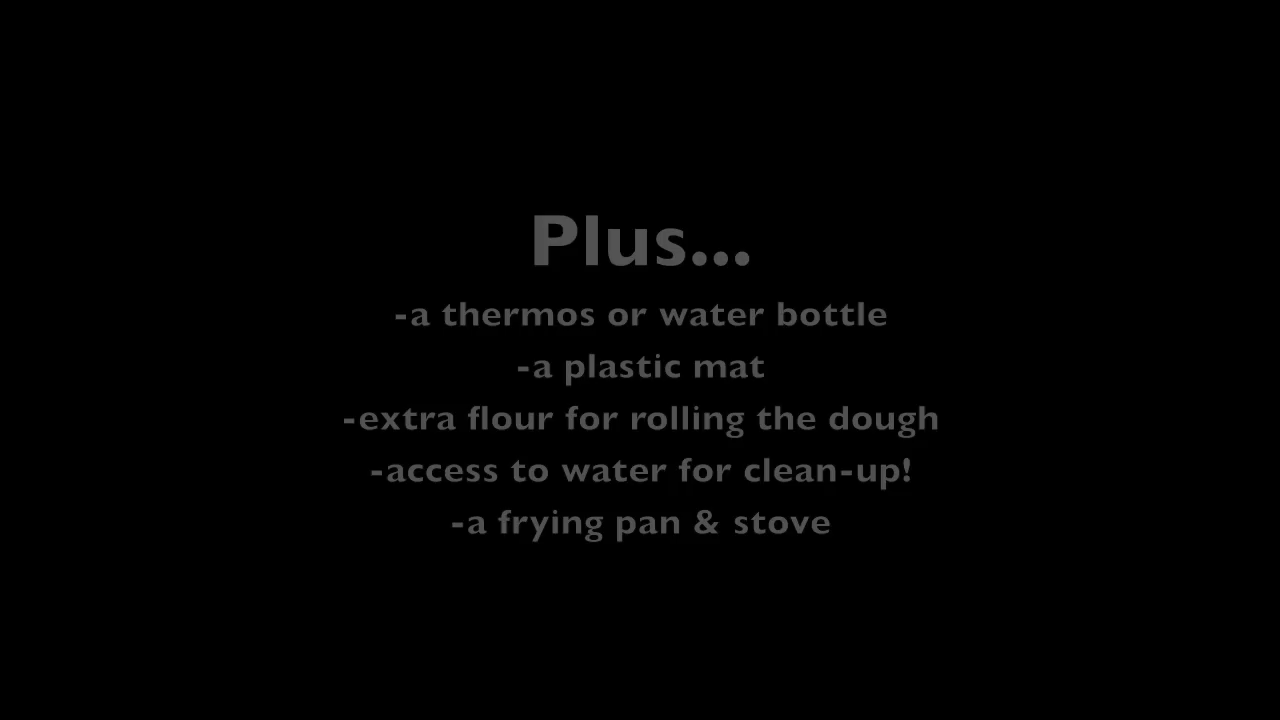 Plus...
-a thermos or water bottle
-a plastic mat
-extra flour for rolling the dough
-access to water for clean-up!
-a frying pan & stove